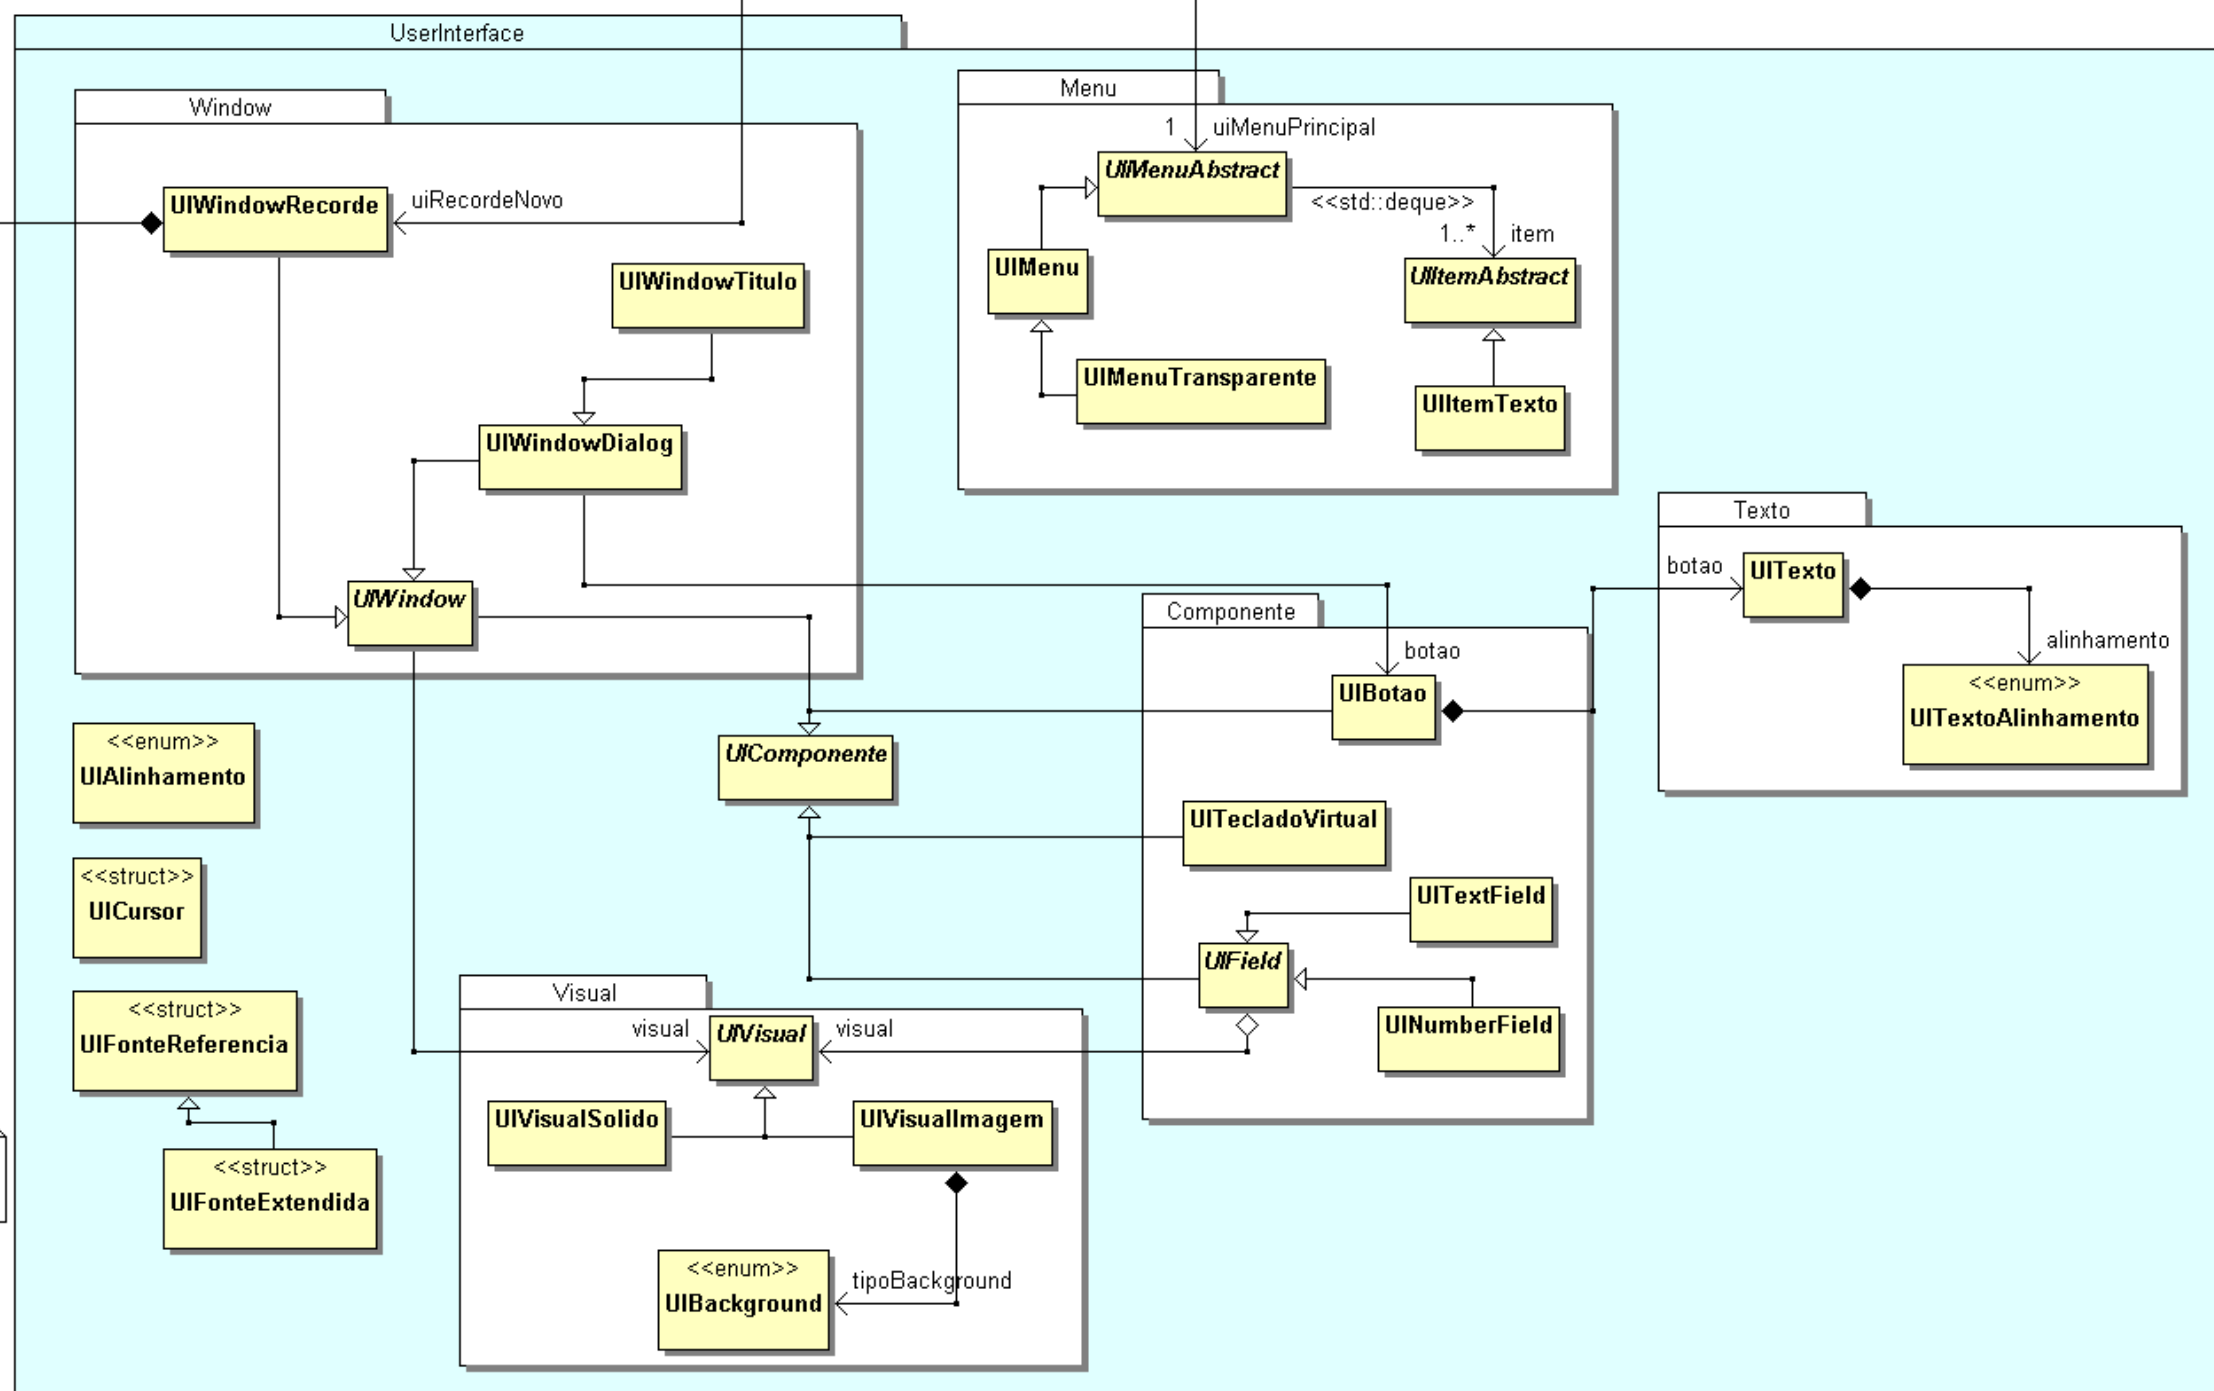 UserInterface
Window
UIWindowRecorde
uiRecordeNovo
UIWindowTitulo
UIWindowDialog
UIWindow
Menu
1
uiMenuPrincipal
UIMenuAbstract
<<std::deque>>
1..*
item
UIMenu
UIItemAbstract
UIMenuTransparente
UIItemTexto
Texto
botao
UITexto
alinhamento
<<enum>>
UITextoAlinhamento
Componente
botao
UIBotao
UITecladoVirtual
UITextField
UIField
UINumberField
UIComponente
<<enum>>
UIAlinhamento
<<struct>>
UICursor
<<struct>>
UIFonteReferencia
<<struct>>
UIFonteExtendida
Visual
visual
UIVisual
visual
UIVisualSolido
UIVisualImagem
<<enum>>
UIBackground
tipoBackground